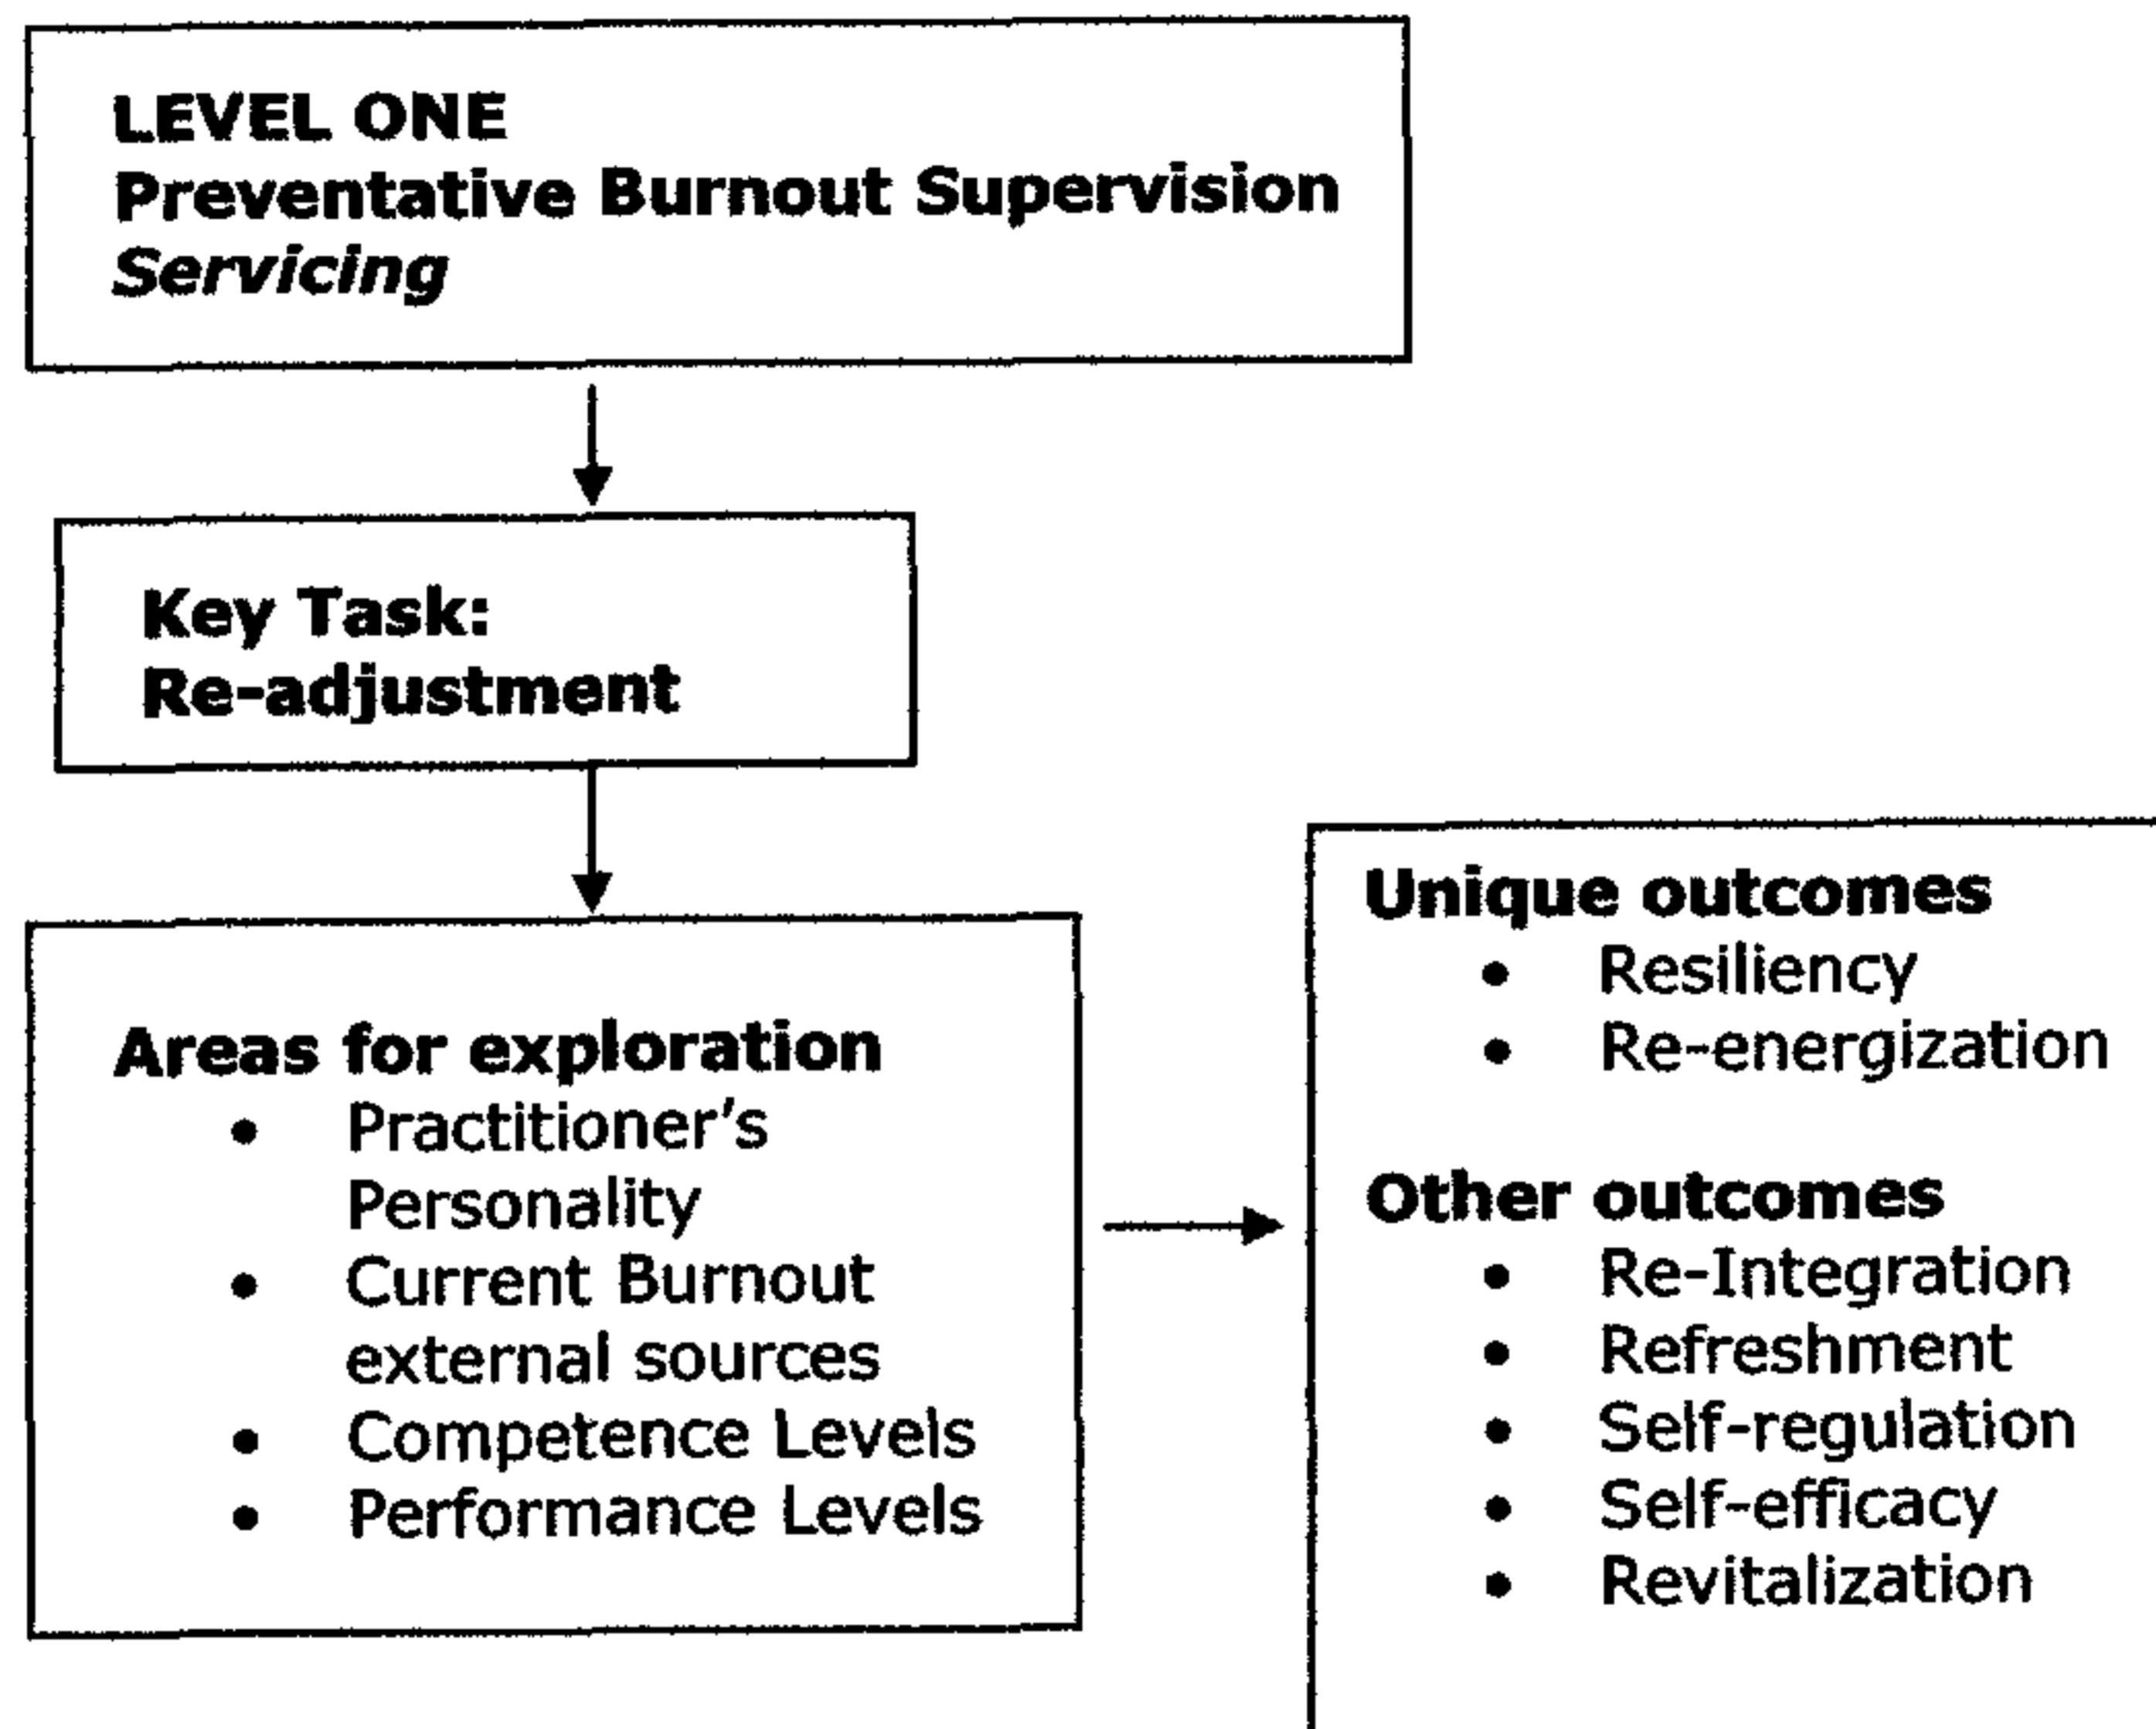 LEVEL ONE
Preventative Burnout Supervision
Servicing
Key Task:
Re-adjustment
Areas for exploration
• Practitioner's
Personality
• Current Burnout
external sources
• Competence Levels
• Performance Levels
Unique outcomes
• Resiliency
• Re-energization
Other outcomes
• Re-Integration
• Refreshment
• Self-regulation
• Self-efficacy
• Revitalization